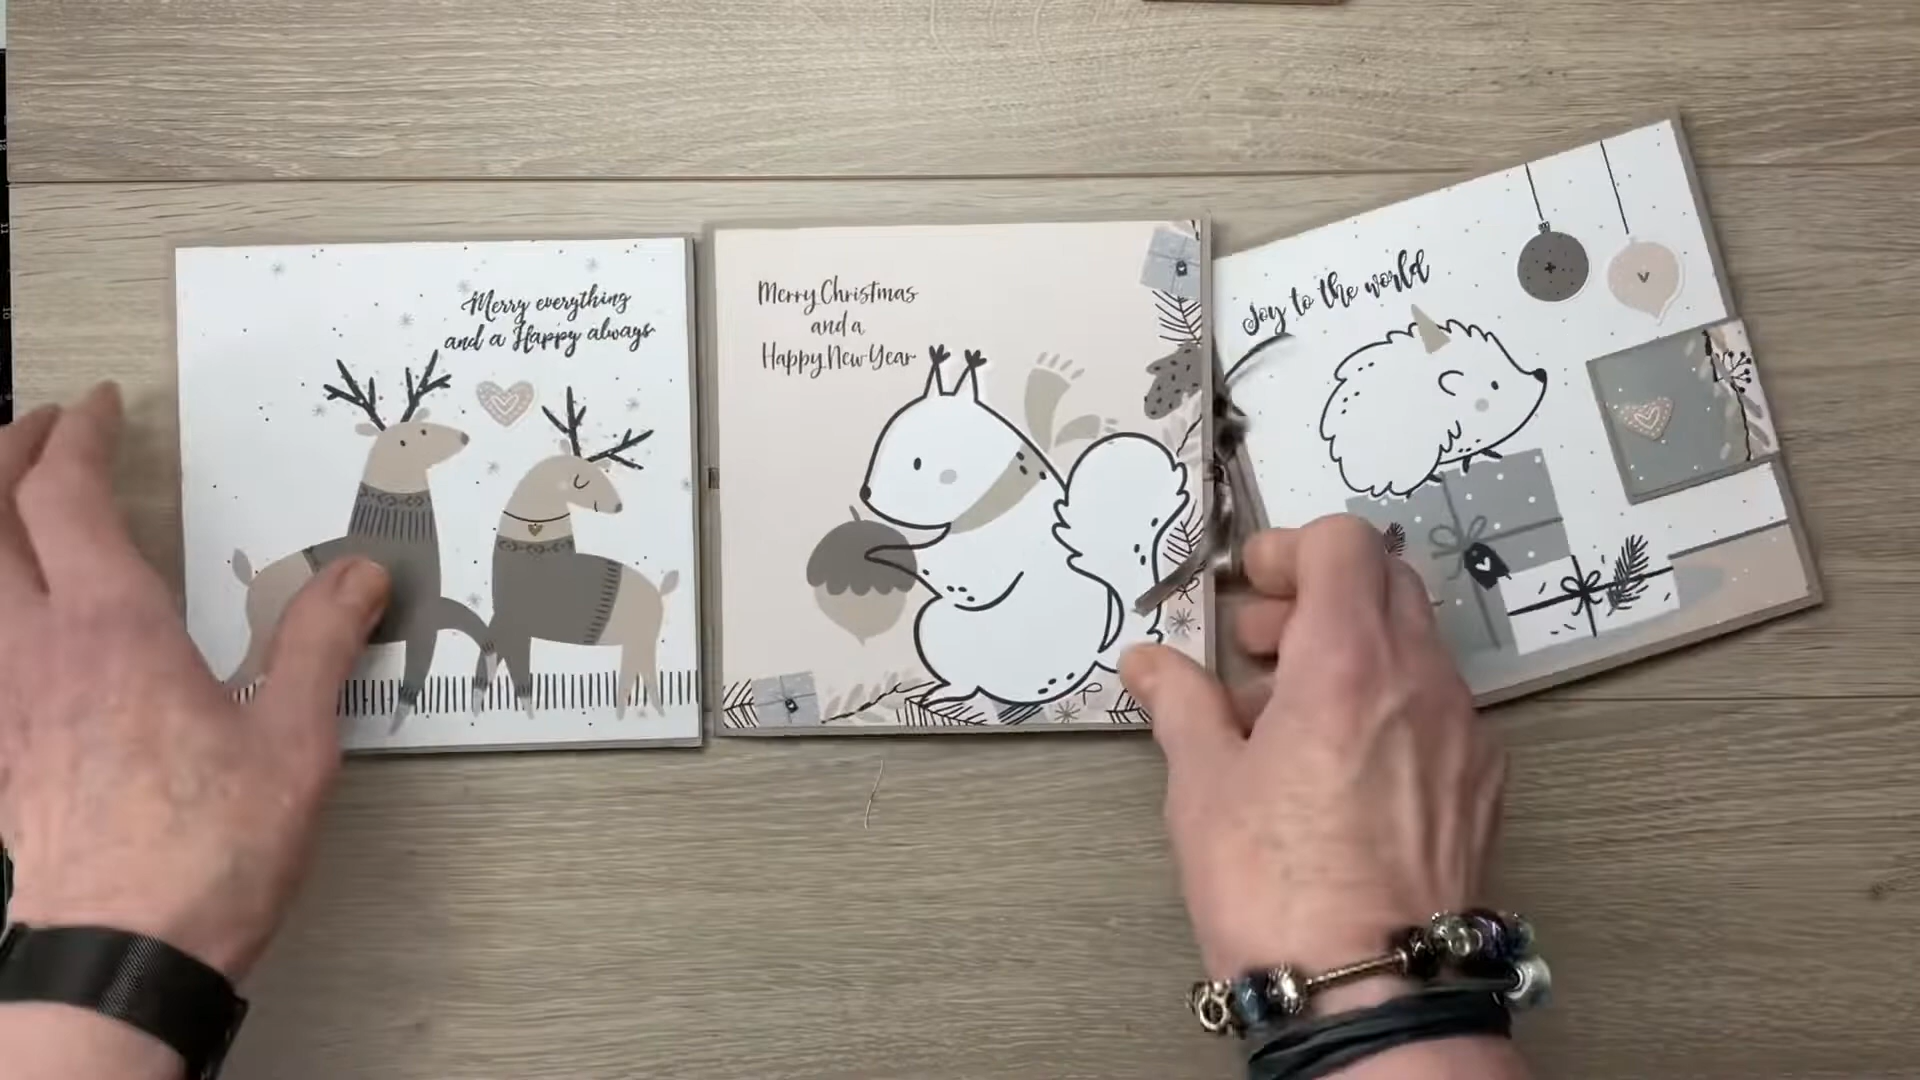 Merry everything
and a Happy always
Merry Christmas
and a
Happy New Year
Joy to the world